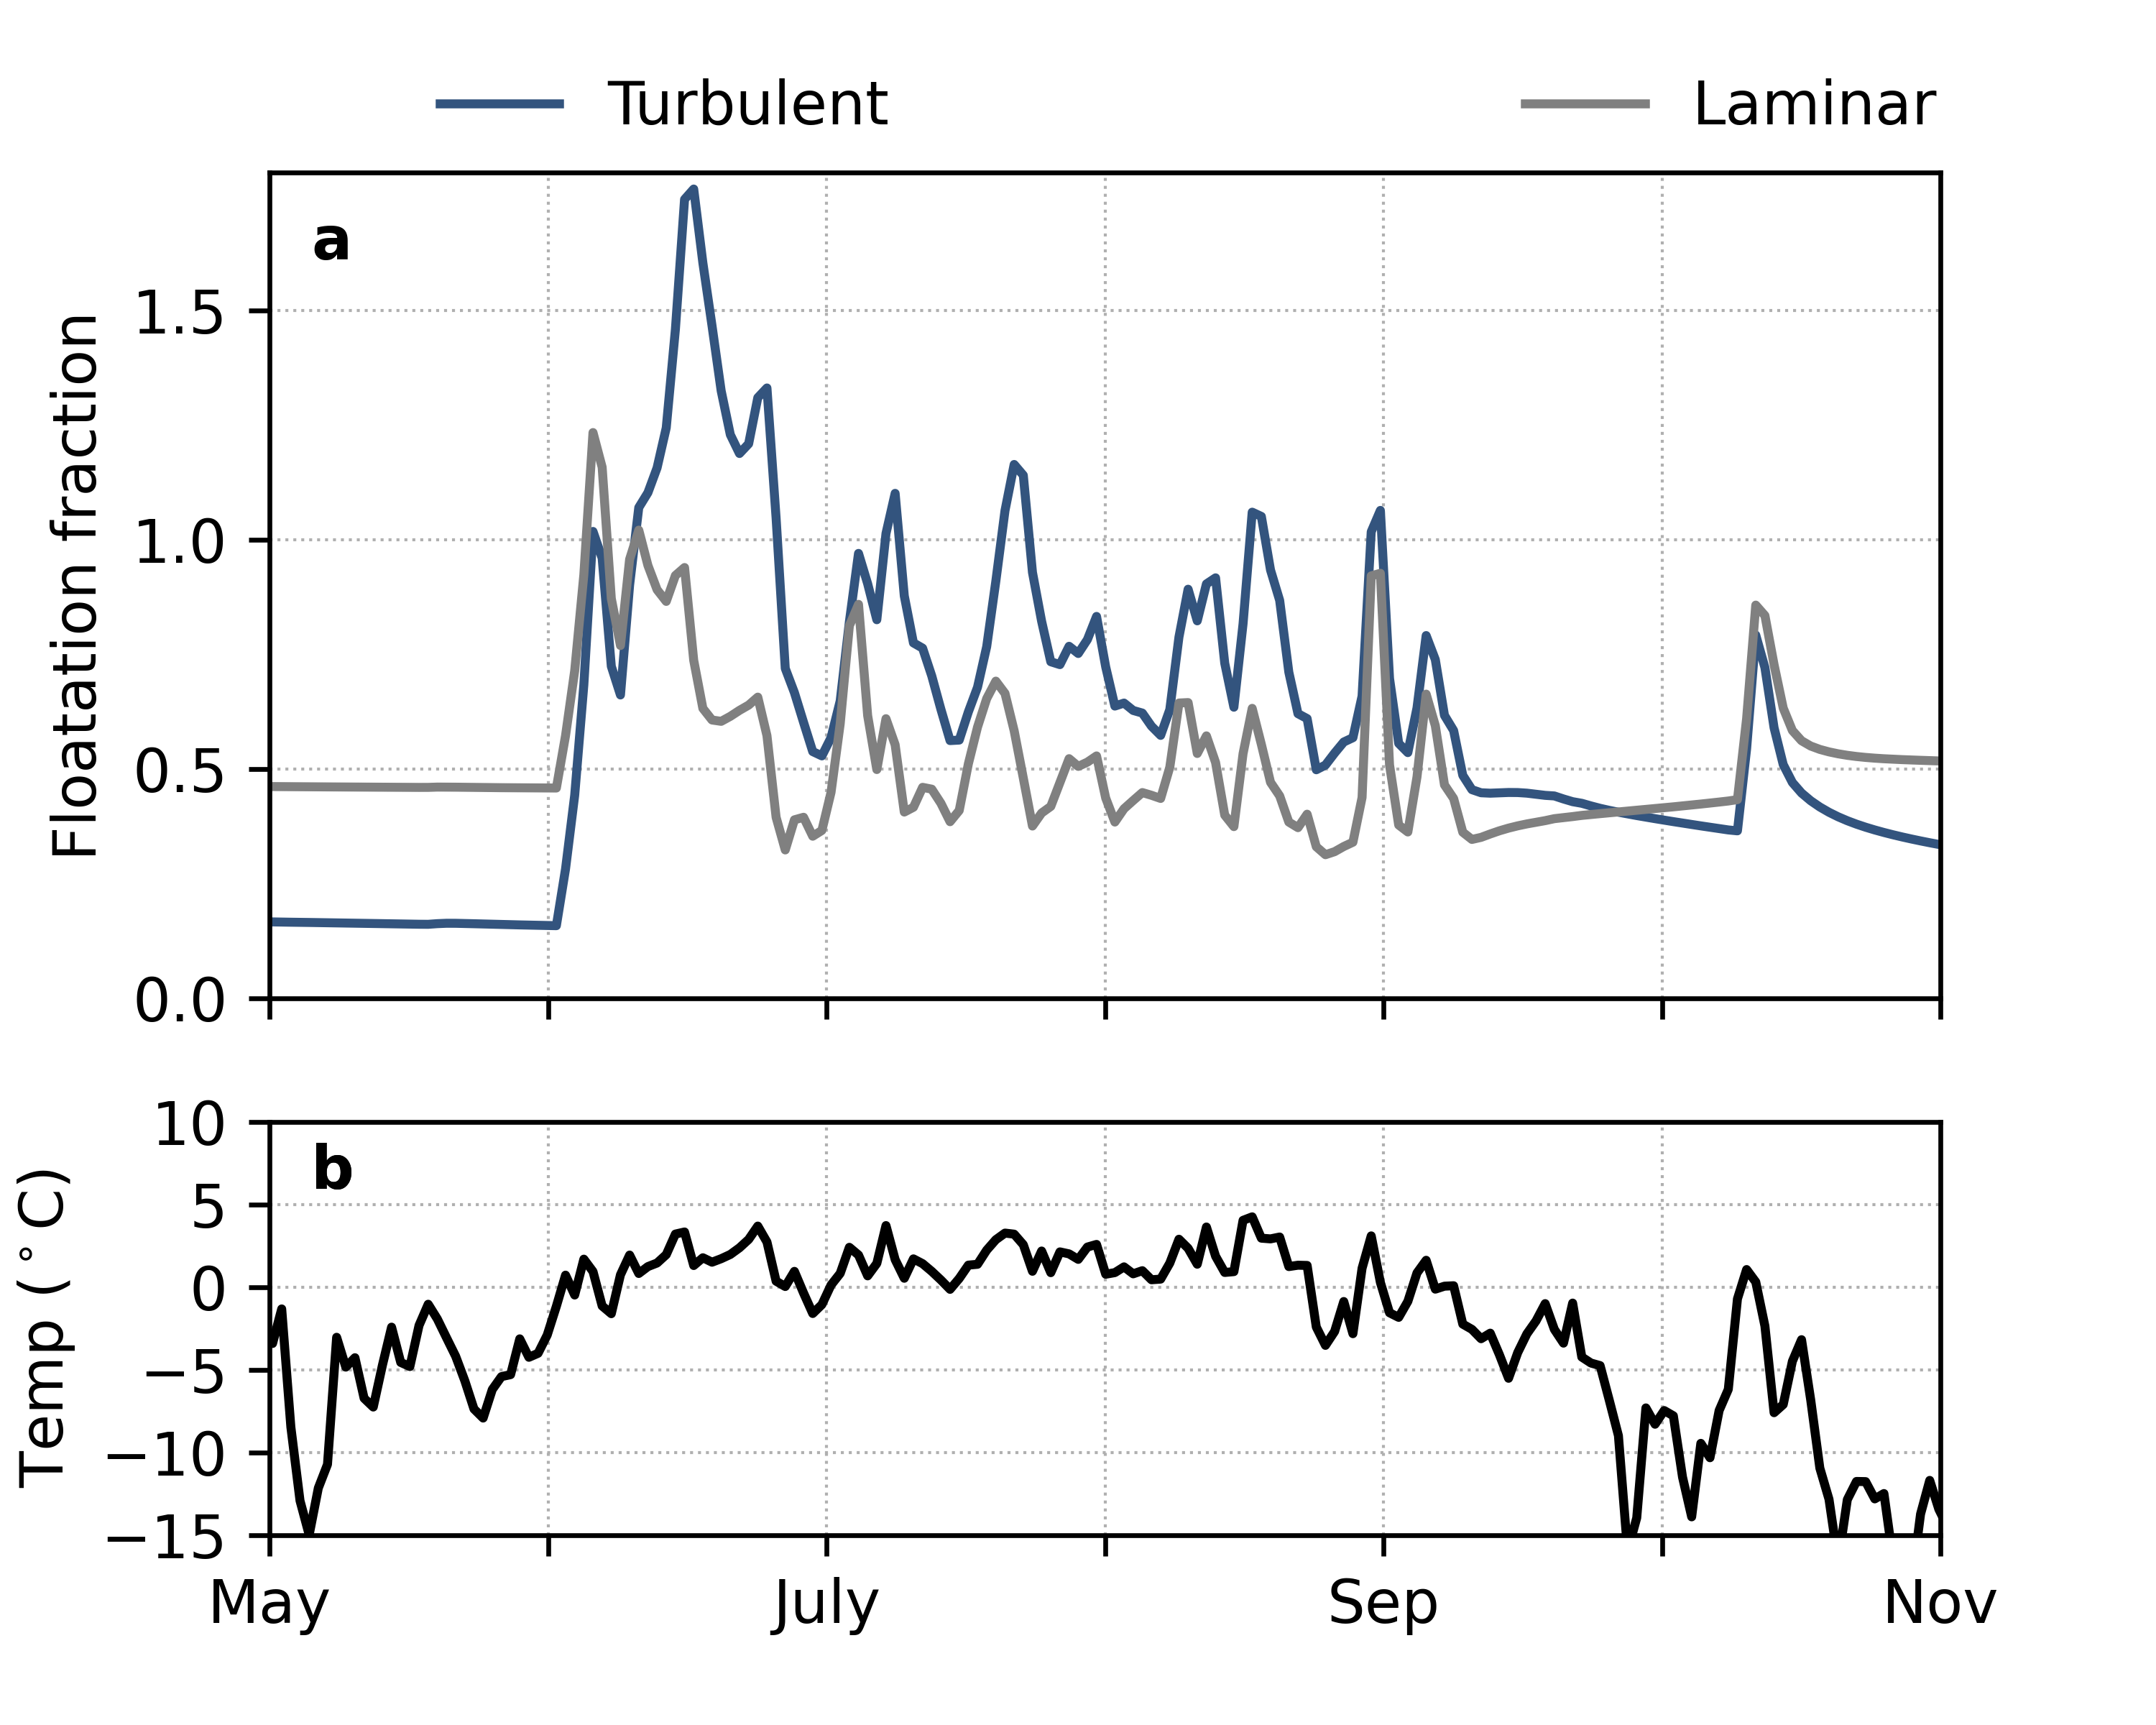 Turbulent Laminar
a
Floatation fraction
1.5
1.0
0.5
0.0
b
Temp (°C)
10
5
0
−5
−10
−15
May July Sep Nov